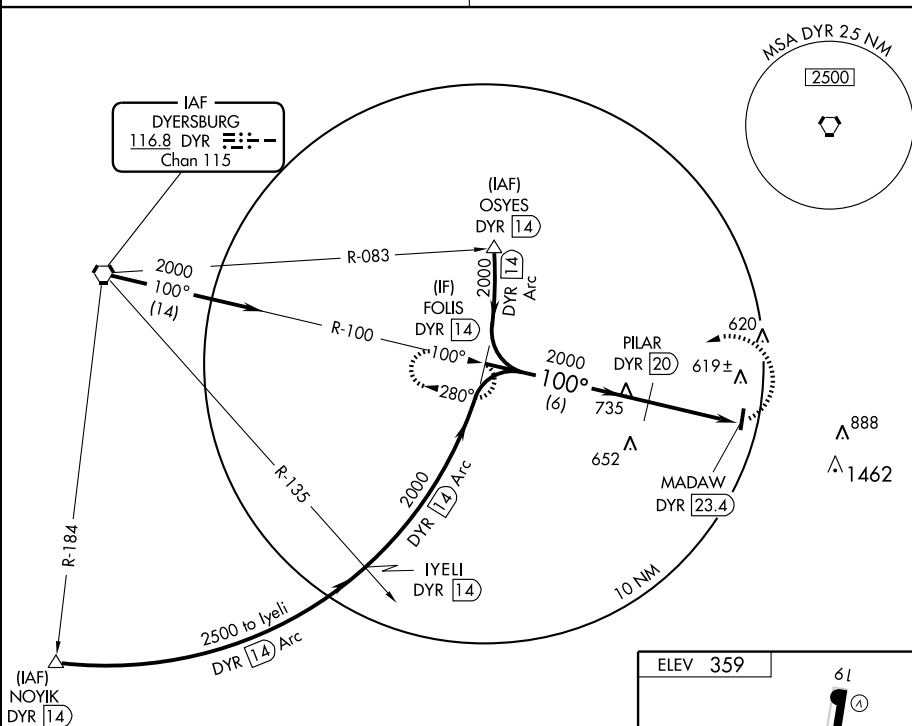 MSA DYR 25 NM
2500
IAF
DYERSBURG
116.8 DYR
Chan 115
(IAF)
OSYES
DYR 14
R-083
2000
100°
(14)
2000
DYR 14 Arc
(IF)
FOLIS
DYR 14
R-100
100°
280°
2000
100°
(6)
PILAR
DYR 20
735
652
620
619±
888
1462
MADAW
DYR 23.4
R-135
R-184
2000
DYR 14 Arc
IYELI
DYR 14
10 NM
2500 to Iyeli
DYR 14 Arc
(IAF)
NOYIK
DYR 14
ELEV 359
19
A